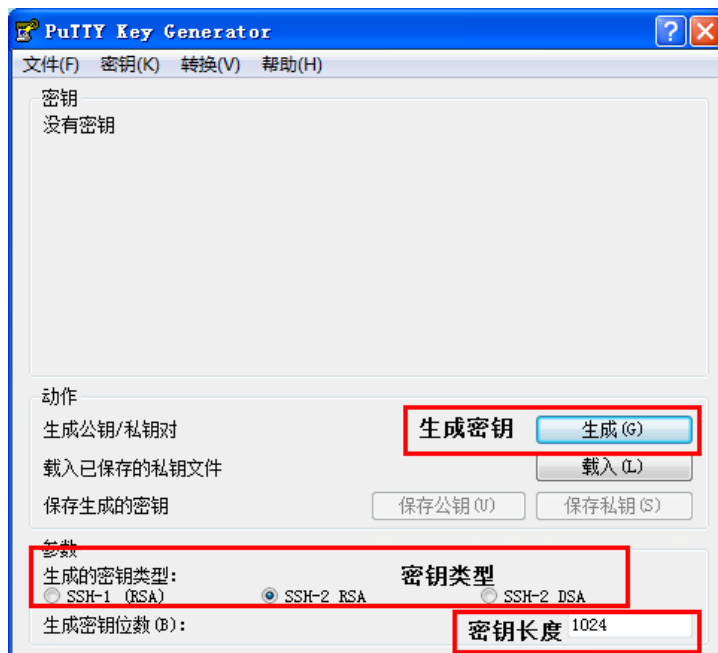 PuTTY Key Generator
文件(F) 密钥(K) 转换(V) 帮助(H)
密钥
没有密钥
动作
生成公钥/私钥对 生成密钥 生成(G)
载入已保存的私钥文件 载入(L)
保存生成的密钥 保存公钥(U) 保存私钥(S)
参数
生成的密钥类型: 密钥类型
SSH-1 (RSA) SSH-2 RSA SSH-2 DSA
生成密钥位数(B): 密钥长度 1024